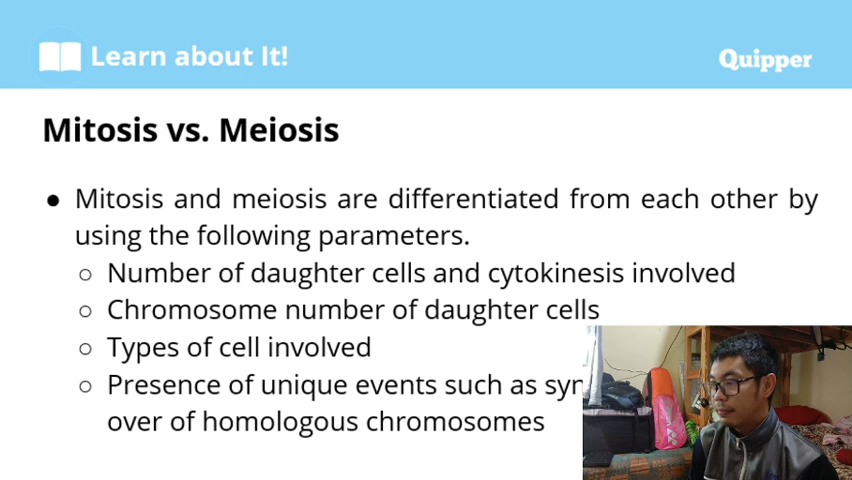 Learn about It!
Quipper
Mitosis vs. Meiosis
● Mitosis and meiosis are differentiated from each other by
using the following parameters.
○ Number of daughter cells and cytokinesis involved
○ Chromosome number of daughter cells
○ Types of cell involved
○ Presence of unique events such as
over of homologous chromosomes